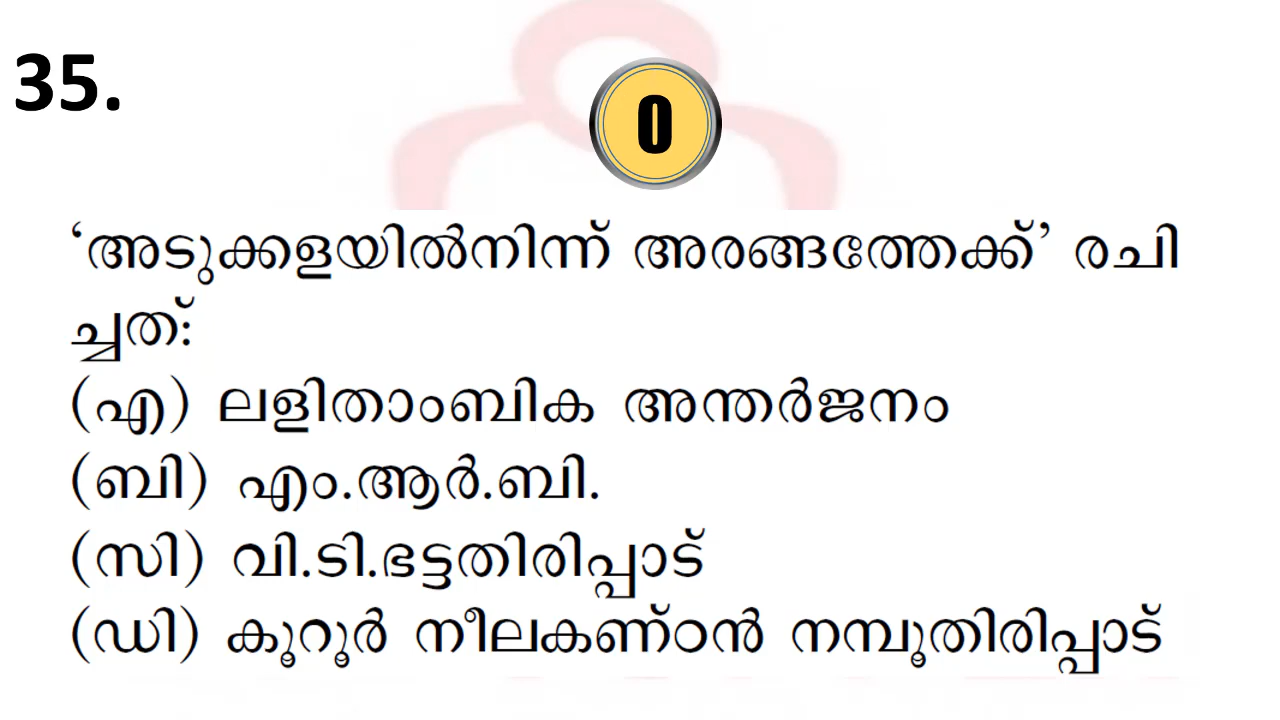 35.
0
‘അടുക്കളയിൽനിന്ന് അരങ്ങത്തേക്ക്’ രചി
ച്ചത്:
(എ) ലളിതാംബിക അന്തർജനം
(ബി) എം.ആർ.ബി.
(സി) വി.ടി.ഭട്ടതിരിപ്പാട്
(ഡി) കൂറൂർ നീലകണ്ഠൻ നമ്പൂതിരിപ്പാട്